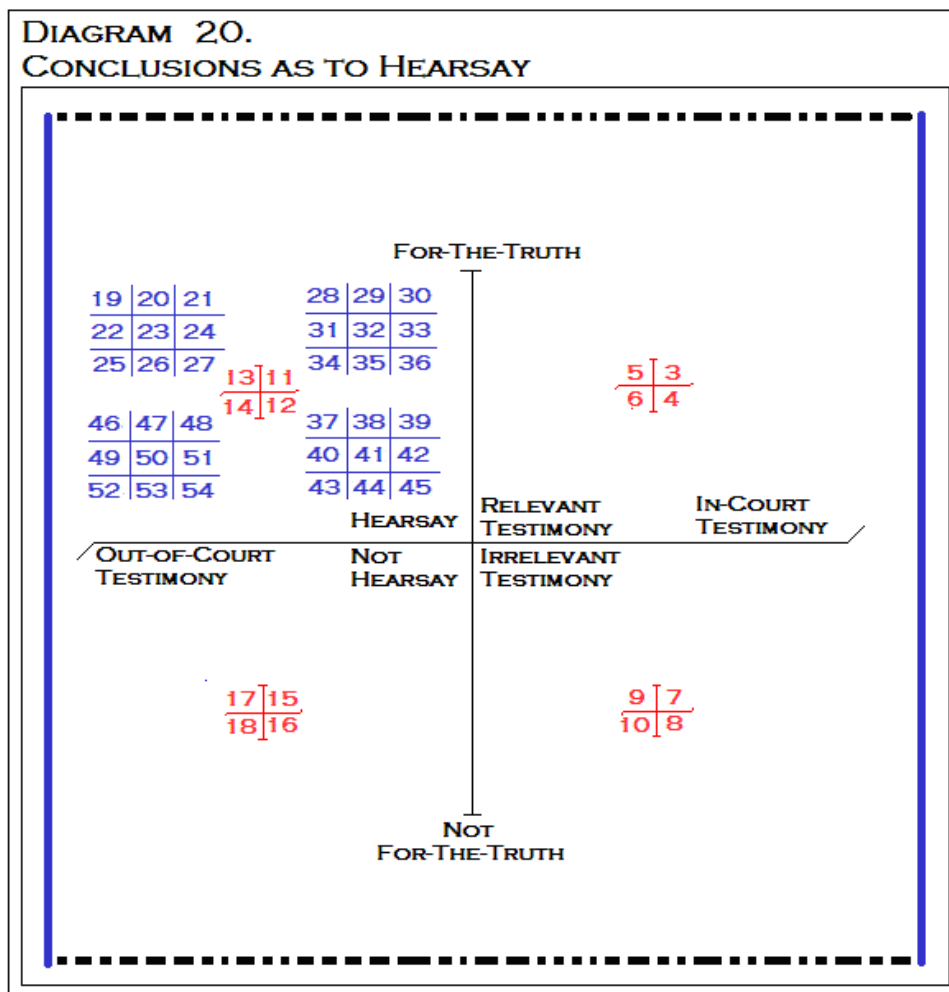 DIAGRAM 20.
CONCLUSIONS AS TO HEARSAY
FOR-THE-TRUTH
19 20 21
22 23 24
25 26 27
28 29 30
31 32 33
34 35 36
13 11
14 12
5 3
6 4
46 47 48
49 50 51
52 53 54
37 38 39
40 41 42
43 44 45
HEARSAY
RELEVANT
TESTIMONY
IN-COURT
TESTIMONY
OUT-OF-COURT
TESTIMONY
NOT
HEARSAY
IRRELEVANT
TESTIMONY
17 15
18 16
9 7
10 8
NOT
FOR-THE-TRUTH